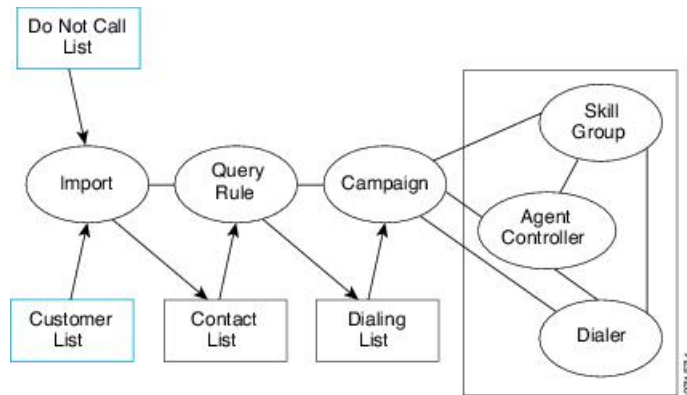 Do Not Call
List
Import
Query
Rule
Campaign
Skill
Group
Agent
Controller
Dialer
Customer
List
Contact
List
Dialing
List